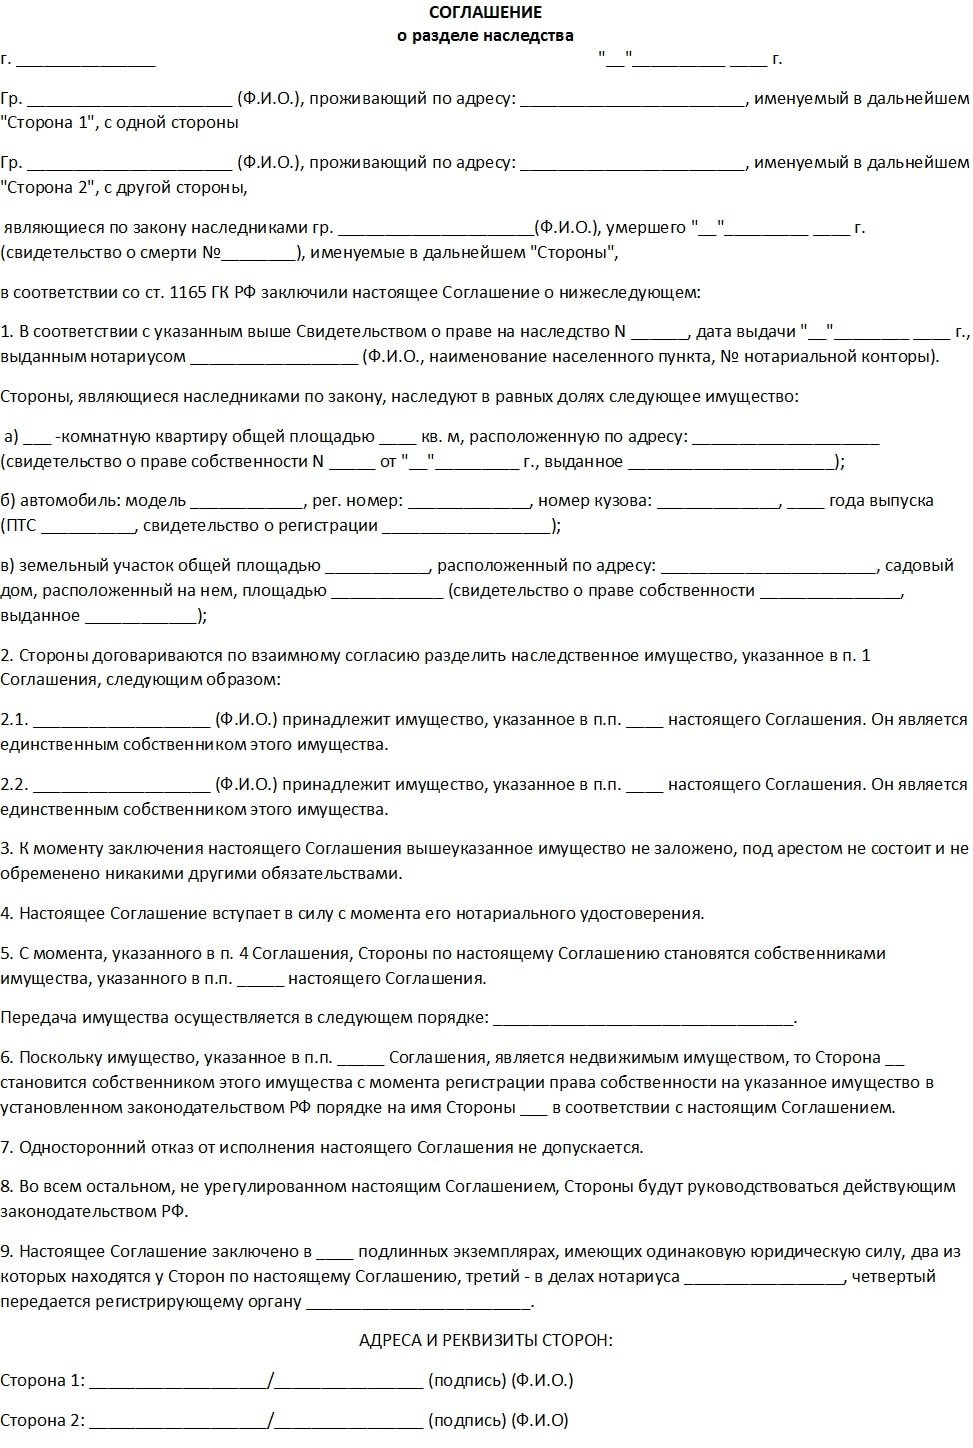 СОГЛАШЕНИЕ
о разделе наследства
г. _______________ "__"__________ ____ г.
Гр. ______________________ (Ф.И.О.), проживающий по адресу: ________________________, именуемый в дальнейшем
"Сторона 1", с одной стороны
Гр. ______________________ (Ф.И.О.), проживающий по адресу: ________________________, именуемый в дальнейшем
"Сторона 2", с другой стороны,
являющиеся по закону наследниками гр. _____________________(Ф.И.О.), умершего "__"_________ ____ г.
(свидетельство о смерти №________), именуемые в дальнейшем "Стороны",
в соответствии со ст. 1165 ГК РФ заключили настоящее Соглашение о нижеследующем:
1. В соответствии с указанным выше Свидетельством о праве на наследство N ______, дата выдачи "__"________ ____ г.,
выданным нотариусом __________________ (Ф.И.О., наименование населенного пункта, № нотариальной конторы).
Стороны, являющиеся наследниками по закону, наследуют в равных долях следующее имущество:
а) ___ -комнатную квартиру общей площадью ____ кв. м, расположенную по адресу: ____________________
(свидетельство о праве собственности N _____ от "__"_________ г., выданное ______________________);
б) автомобиль: модель ____________, рег. номер: _____________, номер кузова: _____________, ____ года выпуска
(ПТС __________, свидетельство о регистрации __________________);
в) земельный участок общей площадью ___________, расположенный по адресу: _______________________, садовый
дом, расположенный на нем, площадью ____________ (свидетельство о праве собственности _______________,
выданное ____________);
2. Стороны договариваются по взаимному согласию разделить наследственное имущество, указанное в п. 1
Соглашения, следующим образом:
2.1. ___________________ (Ф.И.О.) принадлежит имущество, указанное в п.п. ____ настоящего Соглашения. Он является
единственным собственником этого имущества.
2.2. ___________________ (Ф.И.О.) принадлежит имущество, указанное в п.п. ____ настоящего Соглашения. Он является
единственным собственником этого имущества.
3. К моменту заключения настоящего Соглашения вышеуказанное имущество не заложено, под арестом не состоит и не
обременено никакими другими обязательствами.
4. Настоящее Соглашение вступает в силу с момента его нотариального удостоверения.
5. С момента, указанного в п. 4 Соглашения, Стороны по настоящему Соглашению становятся собственниками
имущества, указанного в п.п. _____ настоящего Соглашения.
Передача имущества осуществляется в следующем порядке: ________________________________.
6. Поскольку имущество, указанное в п.п. _____ Соглашения, является недвижимым имуществом, то Сторона __
становится собственником этого имущества с момента регистрации права собственности на указанное имущество в
установленном законодательством РФ порядке на имя Стороны ___ в соответствии с настоящим Соглашением.
7. Односторонний отказ от исполнения настоящего Соглашения не допускается.
8. Во всем остальном, не урегулированном настоящим Соглашением, Стороны будут руководствоваться действующим
законодательством РФ.
9. Настоящее Соглашение заключено в ____ подлинных экземплярах, имеющих одинаковую юридическую силу, два из
которых находятся у Сторон по настоящему Соглашению, третий - в делах нотариуса _________________, четвертый
передается регистрирующему органу ________________________.
АДРЕСА И РЕКВИЗИТЫ СТОРОН:
Сторона 1: ___________________/________________ (подпись) (Ф.И.О.)
Сторона 2: ___________________/________________ (подпись) (Ф.И.О)